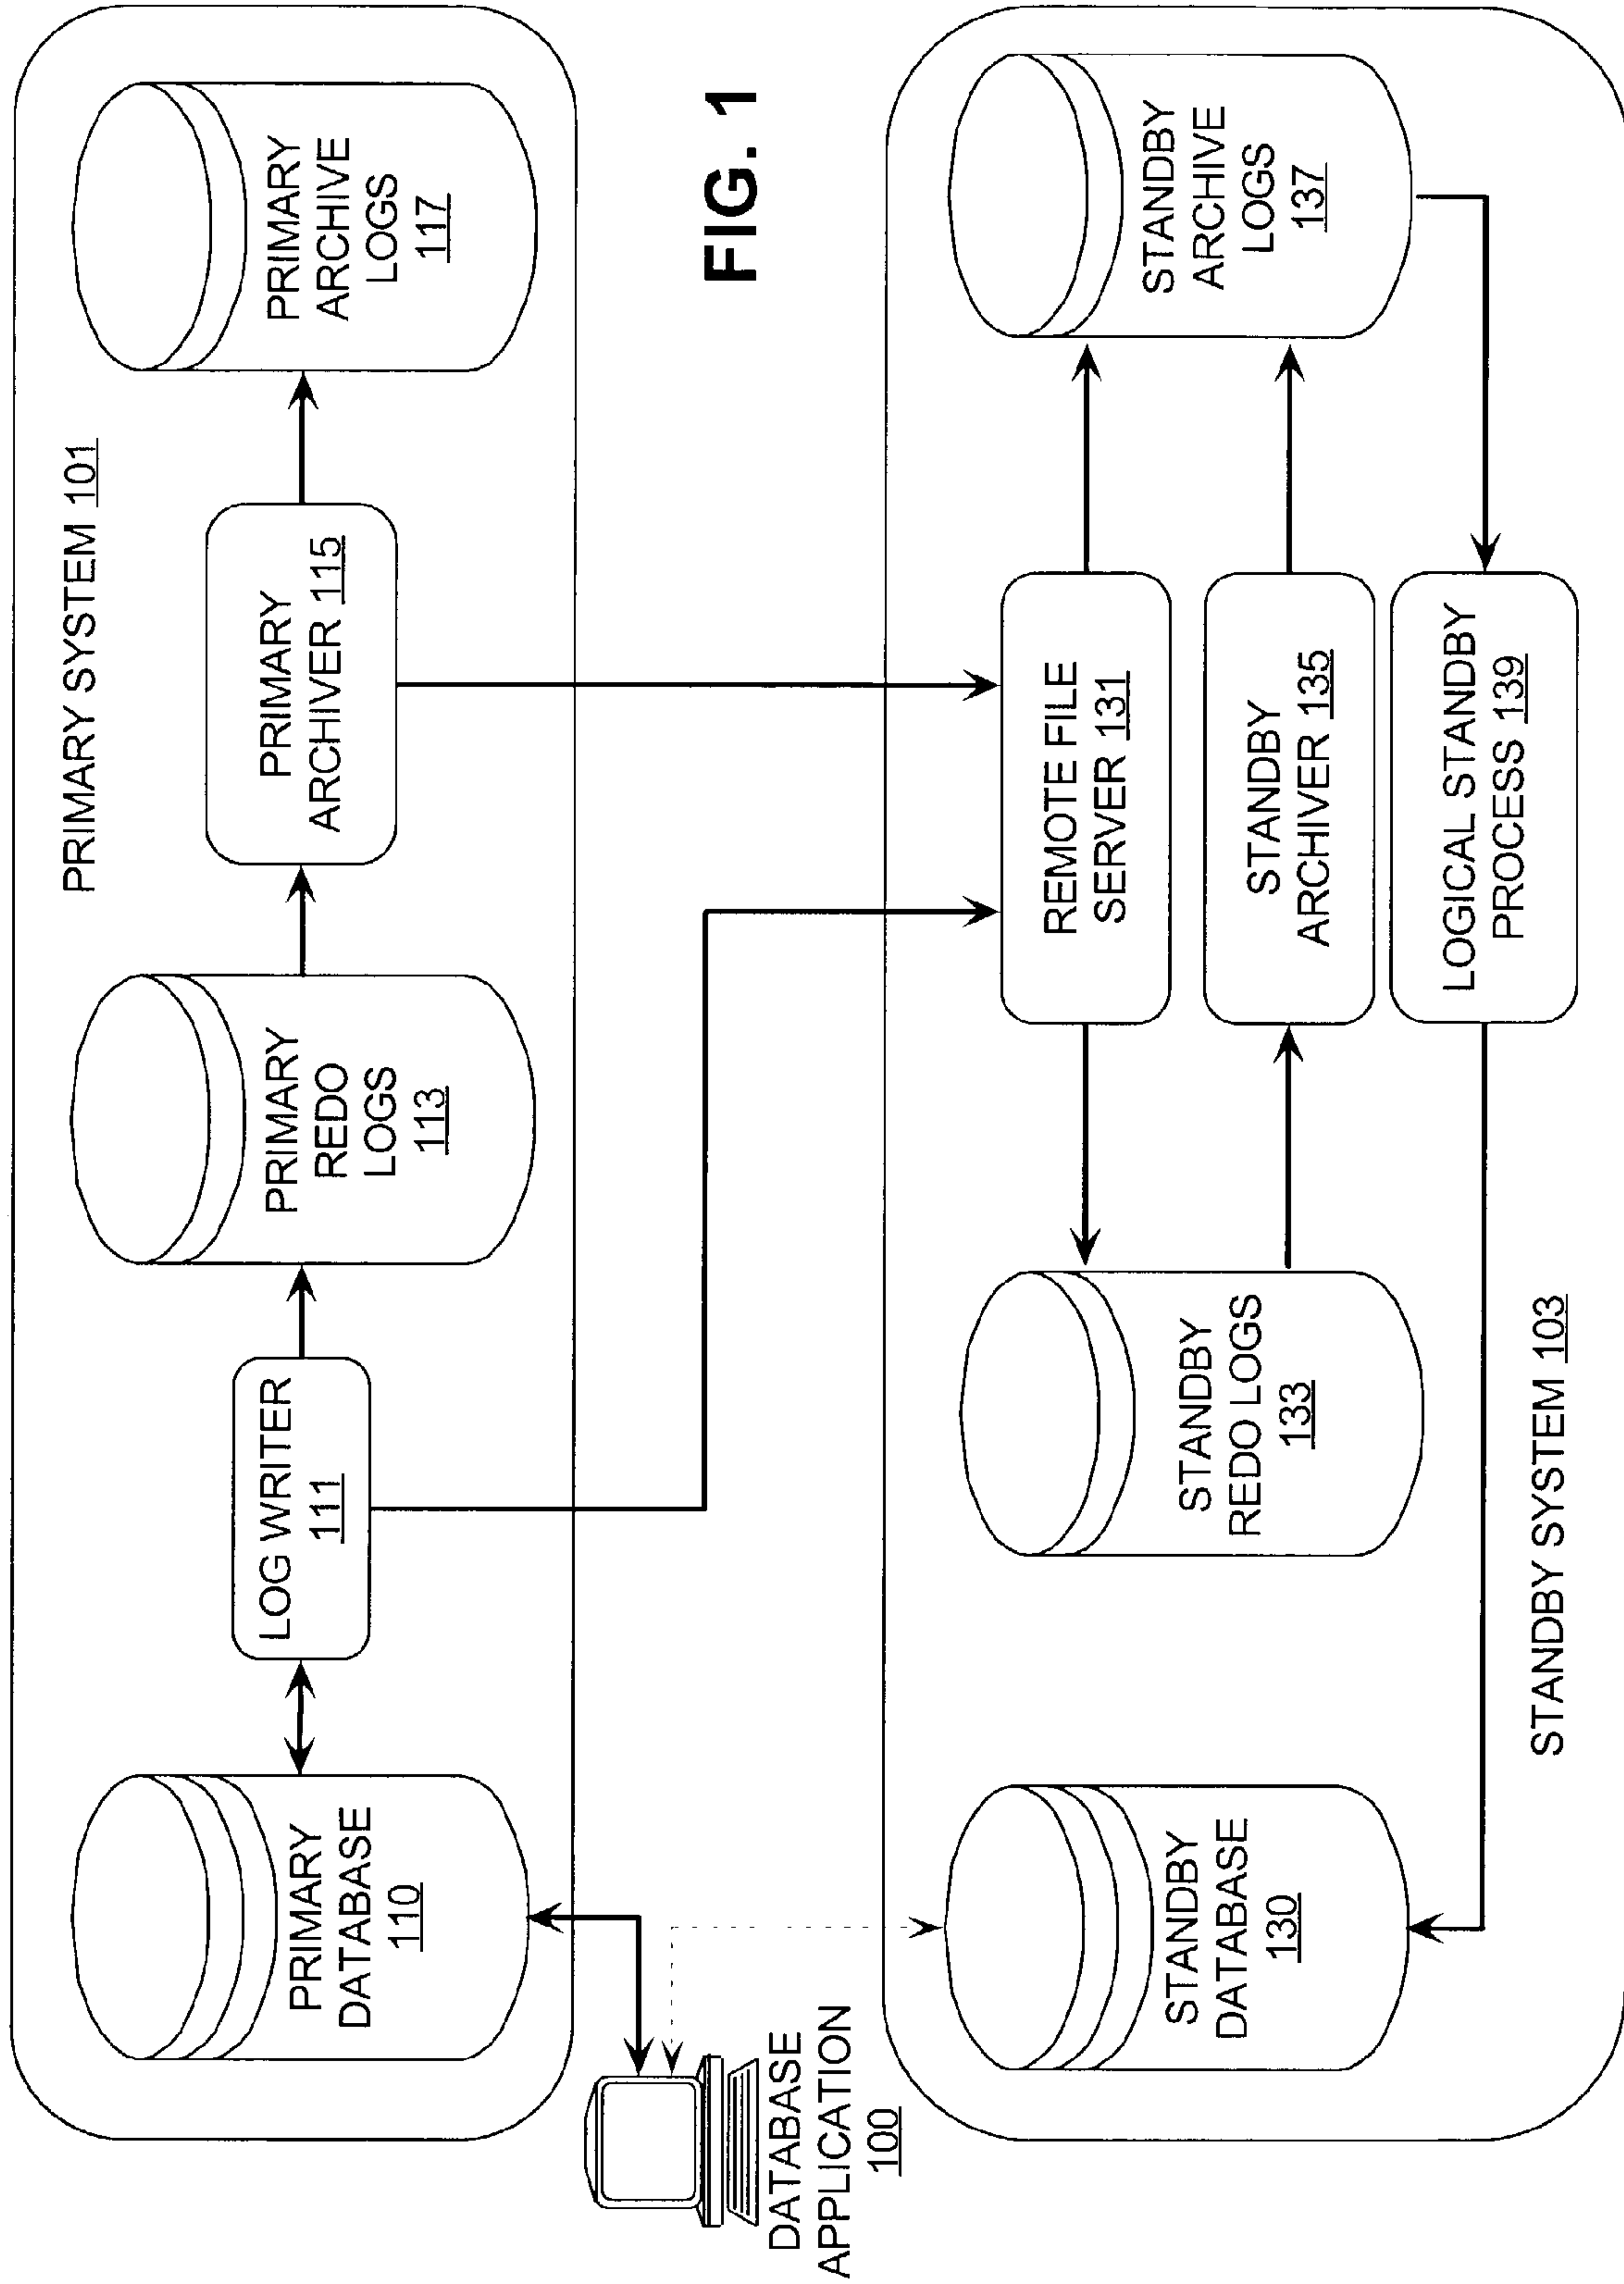 PRIMARY SYSTEM 101
PRIMARY
DATABASE
110
LOG WRITER
111
PRIMARY
REDO
LOGS
113
PRIMARY
ARCHIVER 115
PRIMARY
ARCHIVE
LOGS
117
DATABASE
APPLICATION
100
FIG. 1
STANDBY
DATABASE
130
STANDBY
REDO LOGS
133
REMOTE FILE
SERVER 131
STANDBY
ARCHIVER 135
LOGICAL STANDBY
PROCESS 139
STANDBY
ARCHIVE
LOGS
137
STANDBY SYSTEM 103